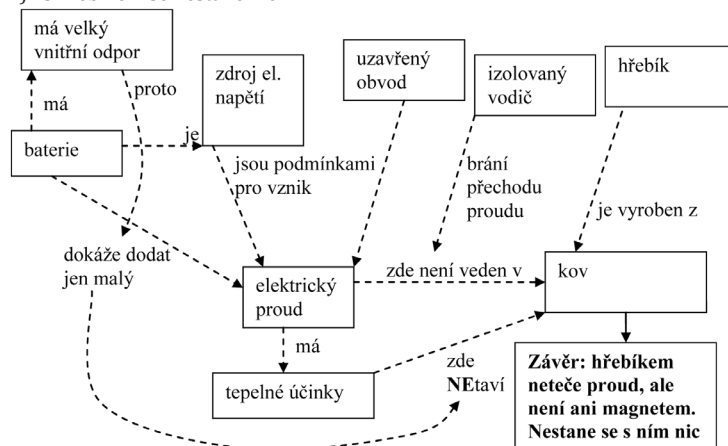 má velký
vnitřní odpor
zdroj el.
napětí
uzavřený
obvod
izolovaný
vodič
hřebík
má
proto
baterie
je
jsou podmínkami
pro vznik
brání
přechodu
proudu
je vyroben z
dokáže dodat
jen malý
elektrický
proud
zde není veden v
kov
má
tepelné účinky
zde
NEtaví
Závěr: hřebíkem
neteče proud, ale
není ani magnetem.
Nestane se s ním nic